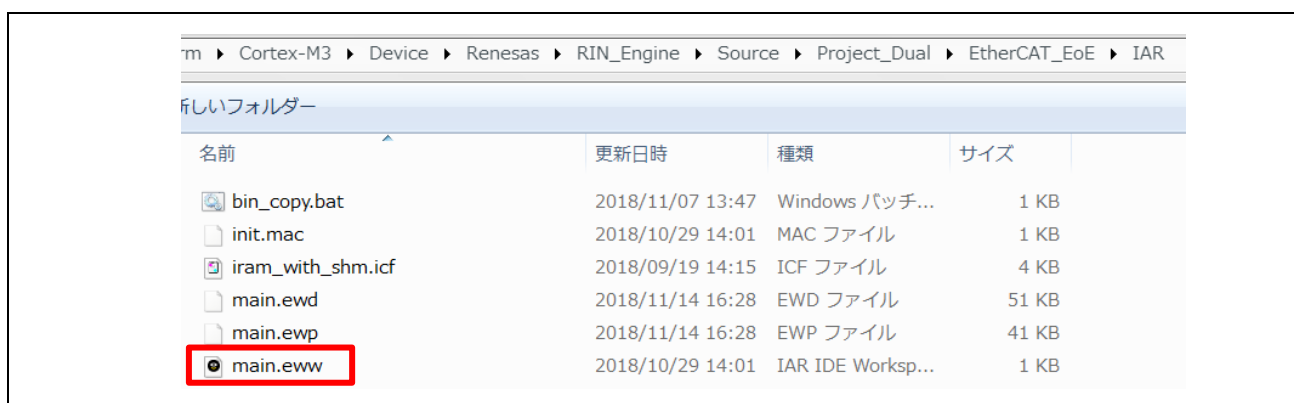 rm ▸ Cortex-M3 ▸ Device ▸ Renesas ▸ RIN_Engine ▸ Source ▸ Project_Dual ▸ EtherCAT_EoE ▸ IAR
新しいフォルダー
名前 更新日時 種類 サイズ
bin_copy.bat 2018/11/07 13:47 Windows バッチ... 1 KB
init.mac 2018/10/29 14:01 MAC ファイル 1 KB
iram_with_shm.icf 2018/09/19 14:15 ICF ファイル 4 KB
main.ewd 2018/11/14 16:28 EWD ファイル 51 KB
main.ewp 2018/11/14 16:28 EWP ファイル 41 KB
main.eww 2018/10/29 14:01 IAR IDE Worksp... 1 KB